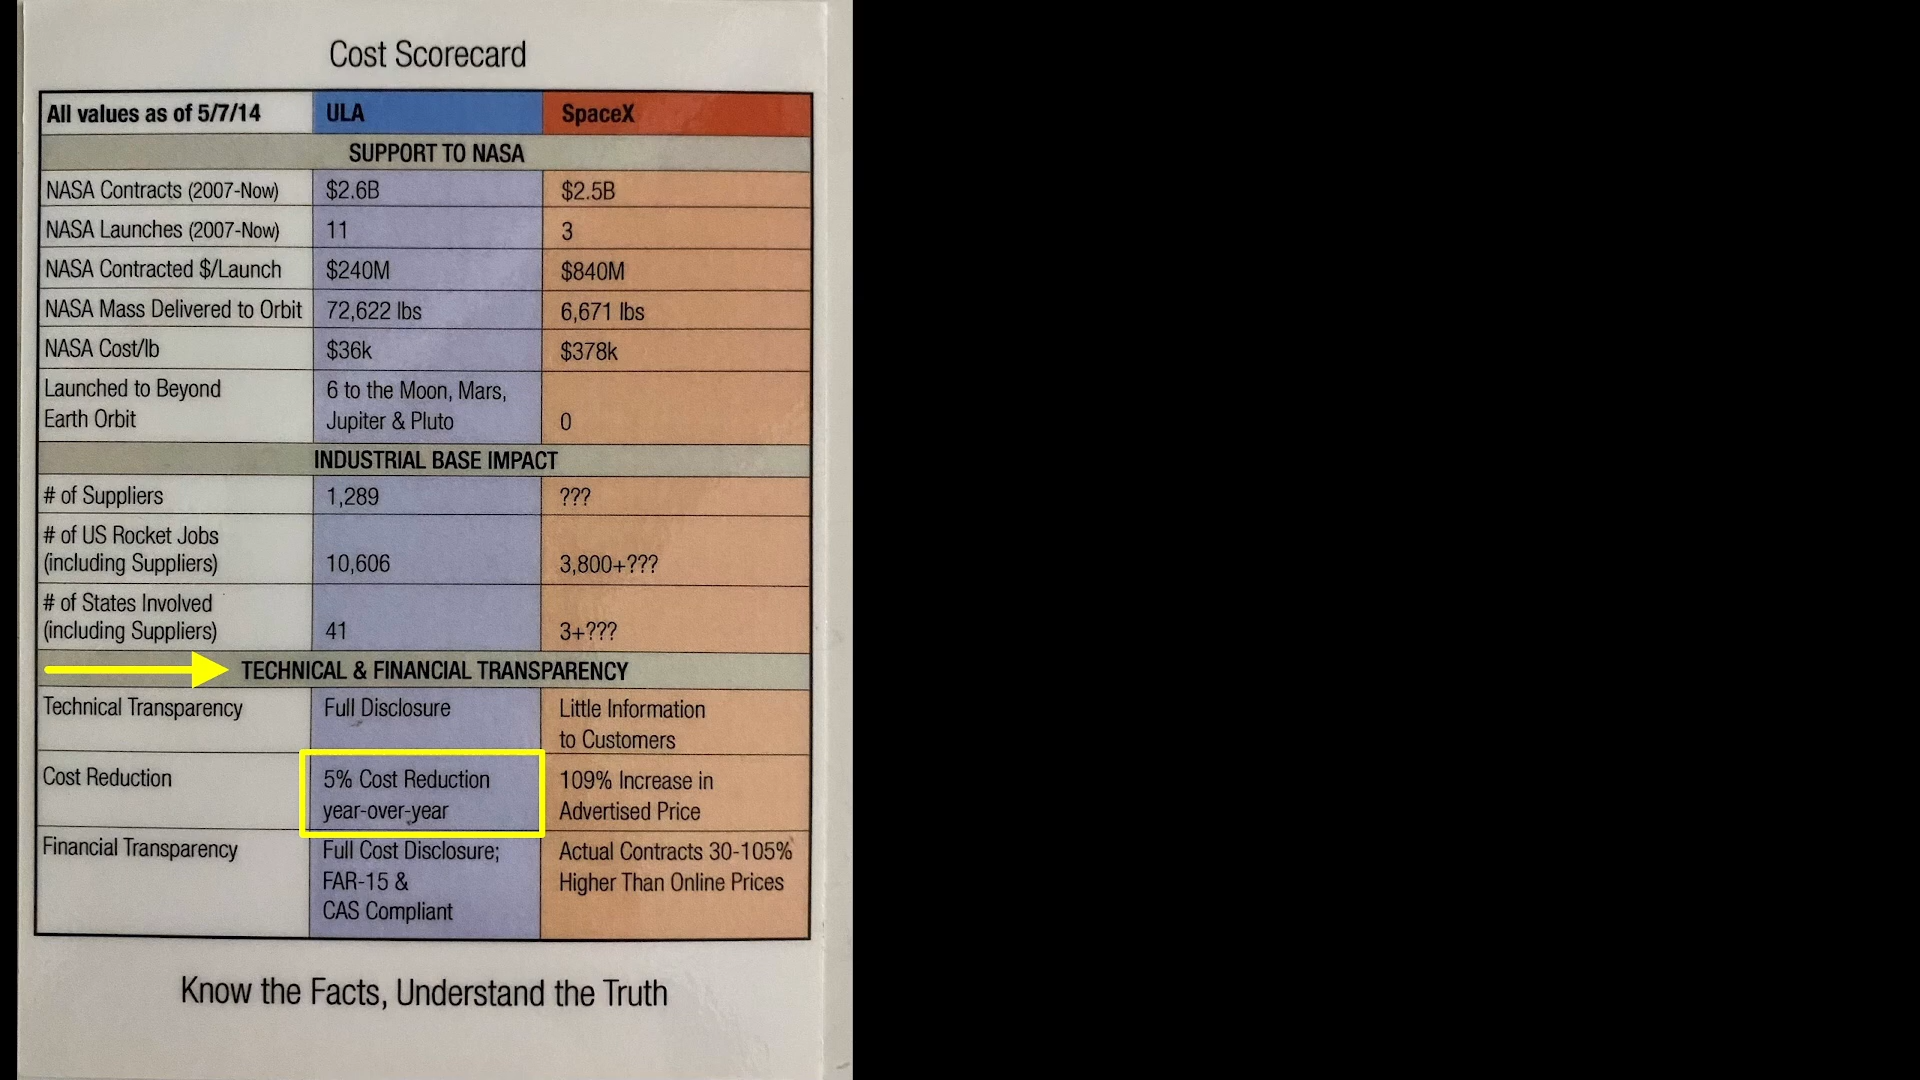 Cost Scorecard
All values as of 5/7/14 ULA SpaceX
SUPPORT TO NASA
NASA Contracts (2007-Now) $2.6B $2.5B
NASA Launches (2007-Now) 11 3
NASA Contracted $/Launch $240M $840M
NASA Mass Delivered to Orbit 72,622 lbs 6,671 lbs
NASA Cost/lb $36k $378k
Launched to Beyond
Earth Orbit
6 to the Moon, Mars,
Jupiter & Pluto
0
INDUSTRIAL BASE IMPACT
# of Suppliers 1,289 ???
# of US Rocket Jobs
(including Suppliers) 10,606 3,800+???
# of States Involved
(including Suppliers) 41 3+???
TECHNICAL & FINANCIAL TRANSPARENCY
Technical Transparency
Full Disclosure
Little Information
to Customers
Cost Reduction
5% Cost Reduction
year-over-year
109% Increase in
Advertised Price
Financial Transparency
Full Cost Disclosure;
FAR-15 &
CAS Compliant
Actual Contracts 30-105%
Higher Than Online Prices
Know the Facts, Understand the Truth